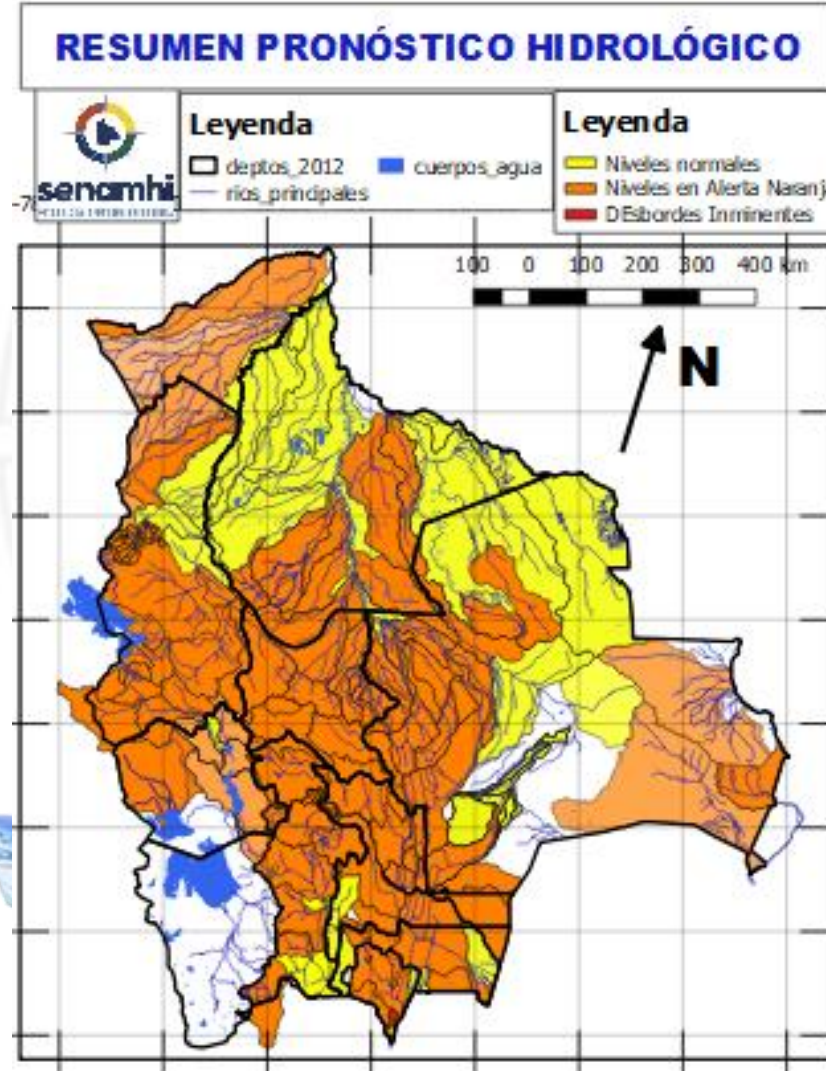 RESUMEN PRONÓSTICO HIDROLÓGICO
senamhi
Leyenda
deptos_2012
cuerpos_agua
rios_principales
Leyenda
Niveles normales
Niveles en Alerta Naranj
DEsbordes Inminentes
100 0 100 200 300 400 km
N